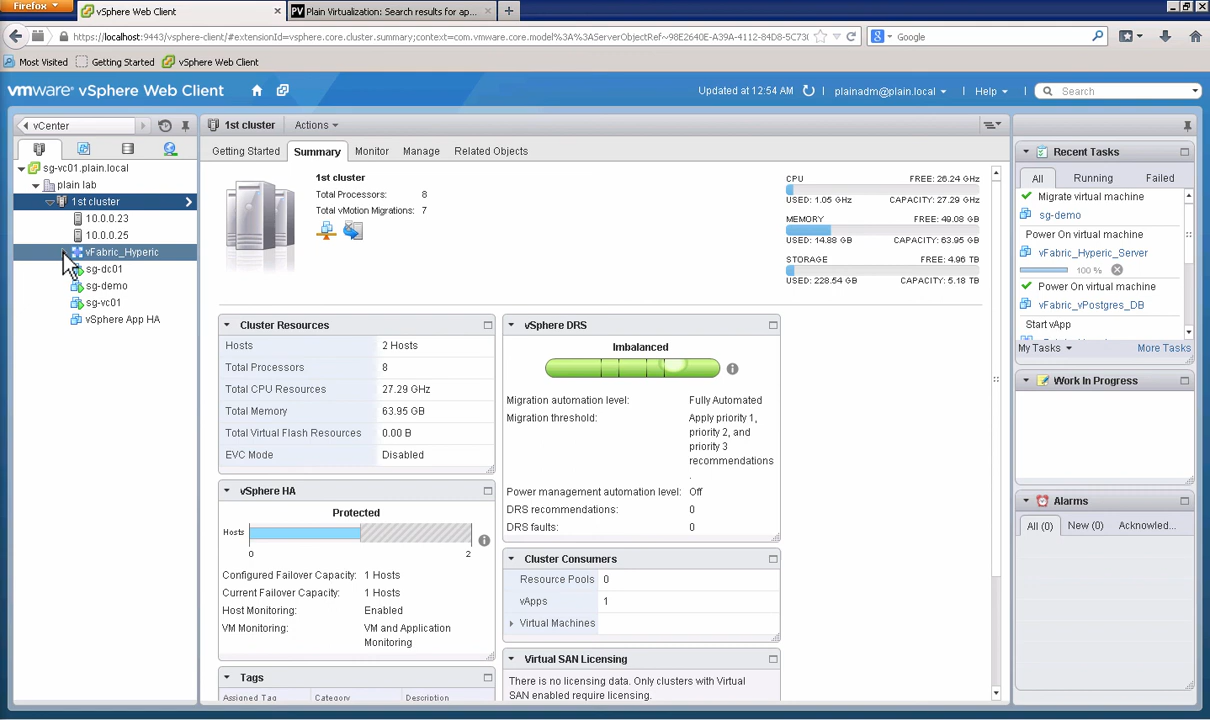 Firefox
vSphere Web Client
Plain Virtualization: Search results for ap...
https://localhost:9443/vsphere-client/#extensionId=vsphere.core.cluster.summary;context=com.vmware.core.model%3A%3AServerObjectRef~98E2640E-A39A-4112-84D8-5C730
Google
Most Visited
Getting Started
vSphere Web Client
vmware vSphere Web Client
Updated at 12:54 AM
plainadm@plain.local
Help
Search
vCenter
1st cluster
Actions
sg-vc01.plain.local
plain lab
1st cluster
10.0.0.23
10.0.0.25
vFabric_Hyperic
sg-dc01
sg-demo
sg-vc01
vSphere App HA
Getting Started
Summary
Monitor
Manage
Related Objects
1st cluster
Total Processors: 8
Total vMotion Migrations: 7
CPU FREE: 26.24 GHz
USED: 1.05 GHz CAPACITY: 27.29 GHz
MEMORY FREE: 49.08 GB
USED: 14.88 GB CAPACITY: 63.95 GB
STORAGE FREE: 4.96 TB
USED: 228.54 GB CAPACITY: 5.18 TB
Cluster Resources
Hosts 2 Hosts
Total Processors 8
Total CPU Resources 27.29 GHz
Total Memory 63.95 GB
Total Virtual Flash Resources 0.00 B
EVC Mode Disabled
vSphere HA
Protected
Hosts
0 2
Configured Failover Capacity: 1 Hosts
Current Failover Capacity: 1 Hosts
Host Monitoring: Enabled
VM Monitoring: VM and Application
Monitoring
Tags
Assigned Tag Category Description
vSphere DRS
Imbalanced
Migration automation level: Fully Automated
Migration threshold: Apply priority 1,
priority 2, and
priority 3
recommendations
.
Power management automation level: Off
DRS recommendations: 0
DRS faults: 0
Cluster Consumers
Resource Pools 0
vApps 1
Virtual Machines
Virtual SAN Licensing
There is no licensing data. Only clusters with Virtual
SAN enabled require licensing.
Recent Tasks
All Running Failed
Migrate virtual machine
sg-demo
Power On virtual machine
vFabric_Hyperic_Server
100 %
Power On virtual machine
vFabric_vPostgres_DB
Start vApp
My Tasks More Tasks
Work In Progress
Alarms
All (0) New (0) Acknowled...